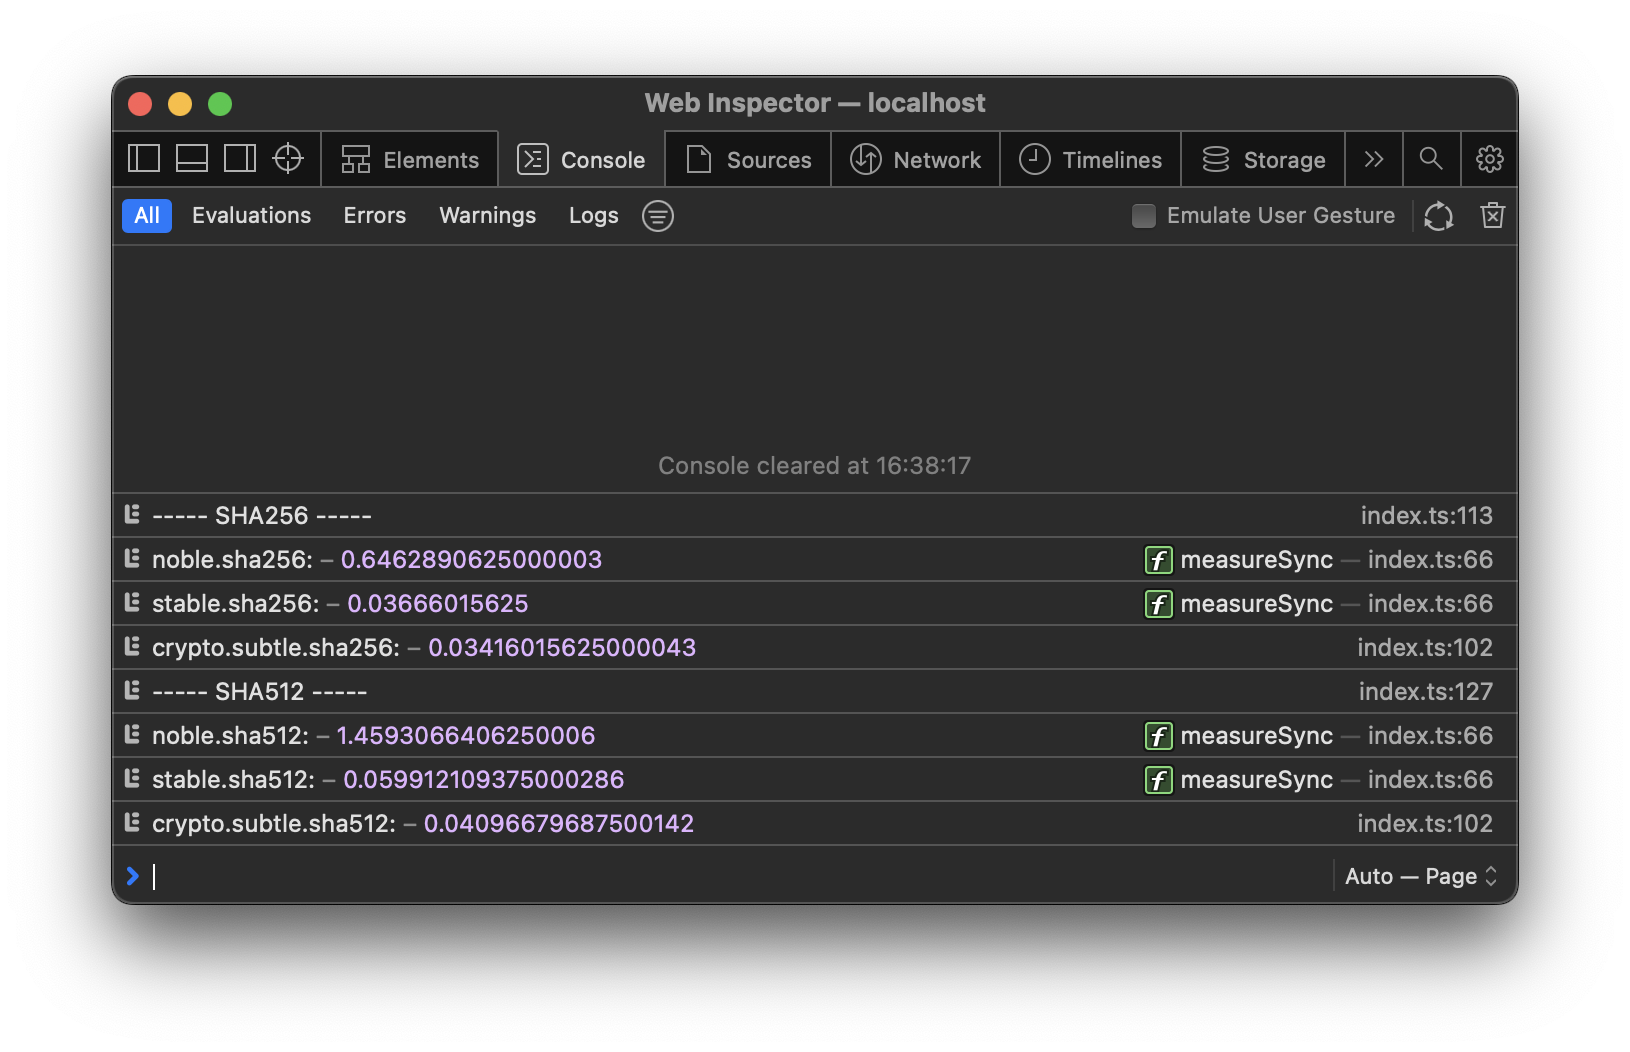 Web Inspector — localhost
Elements Console Sources Network Timelines Storage
All Evaluations Errors Warnings Logs Emulate User Gesture
Console cleared at 16:38:17
----- SHA256 ----- index.ts:113
noble.sha256: – 0.6462890625000003 f measureSync — index.ts:66
stable.sha256: – 0.03666015625 f measureSync — index.ts:66
crypto.subtle.sha256: – 0.03416015625000043 index.ts:102
----- SHA512 ----- index.ts:127
noble.sha512: – 1.4593066406250006 f measureSync — index.ts:66
stable.sha512: – 0.059912109375000286 f measureSync — index.ts:66
crypto.subtle.sha512: – 0.04096679687500142 index.ts:102
Auto — Page